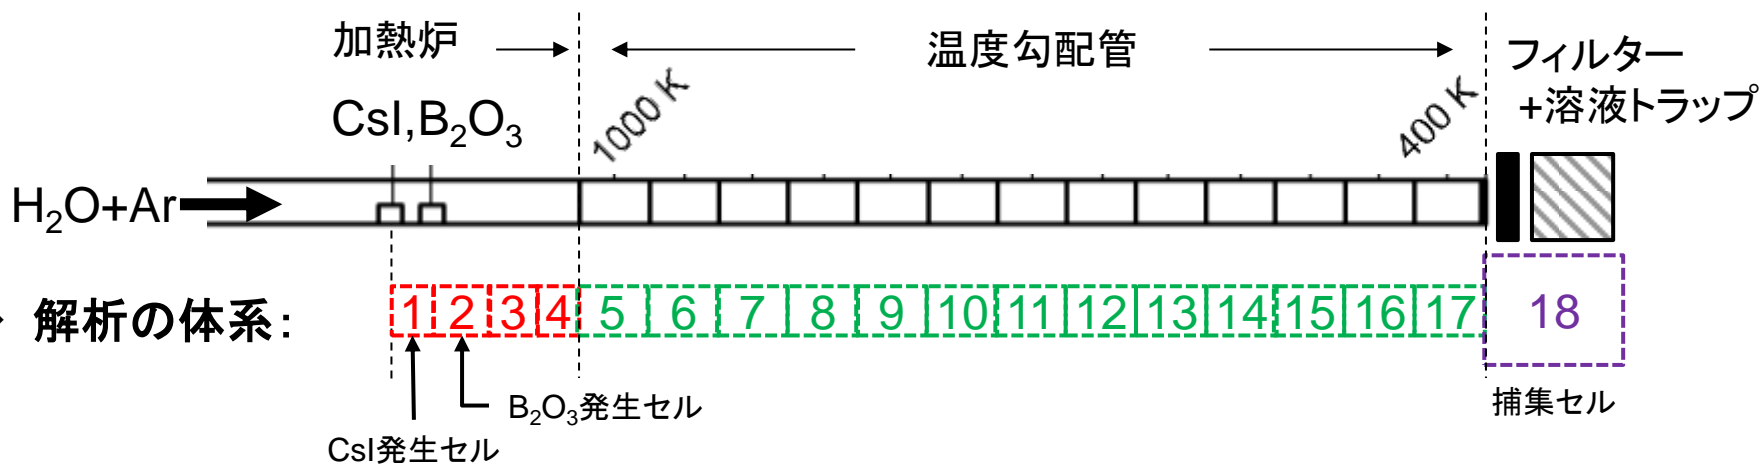 加熱炉
温度勾配管
フィルター
+溶液トラップ
CsI,B₂O₃
1000 K
400 K
H₂O+Ar
解析の体系:
1 2 3 4 5 6 7 8 9 10 11 12 13 14 15 16 17 18
B₂O₃発生セル
捕集セル
CsI発生セル